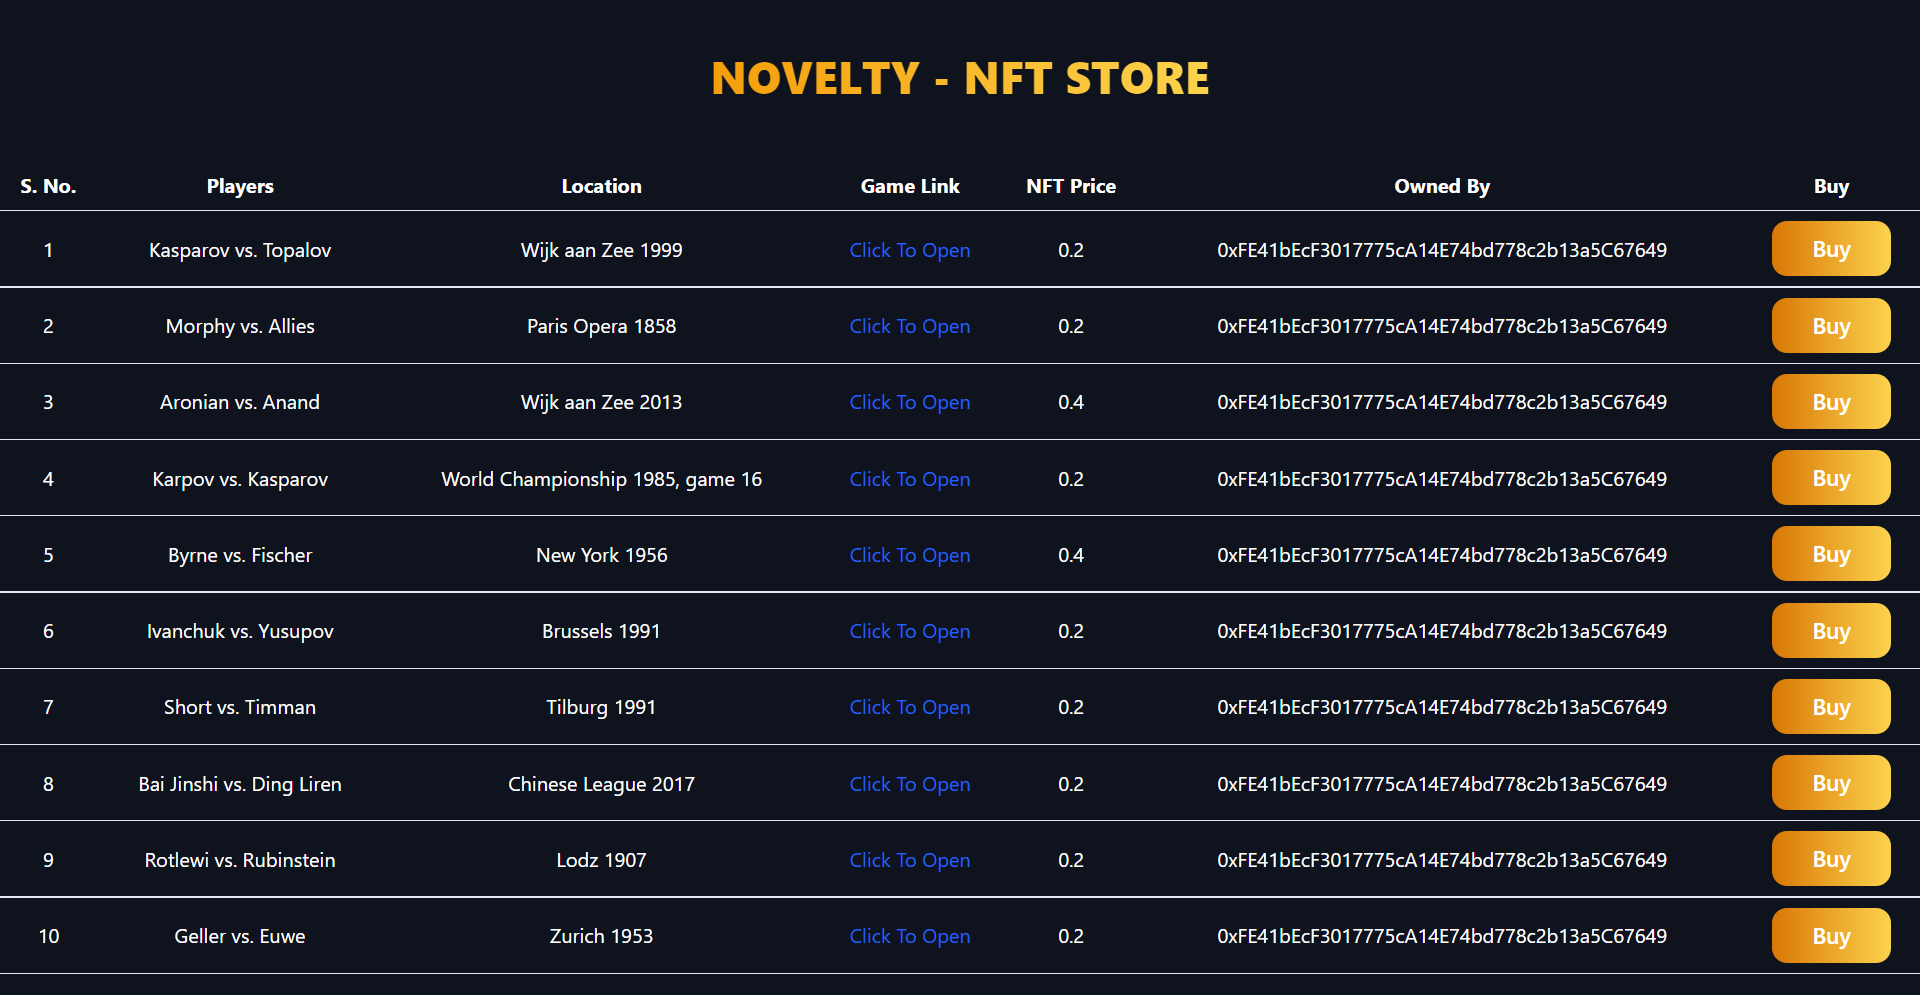 NOVELTY - NFT STORE
S. No. Players Location Game Link NFT Price Owned By Buy
1 Kasparov vs. Topalov Wijk aan Zee 1999 Click To Open 0.2 0xFE41bEcF3017775cA14E74bd778c2b13a5C67649 Buy
2 Morphy vs. Allies Paris Opera 1858 Click To Open 0.2 0xFE41bEcF3017775cA14E74bd778c2b13a5C67649 Buy
3 Aronian vs. Anand Wijk aan Zee 2013 Click To Open 0.4 0xFE41bEcF3017775cA14E74bd778c2b13a5C67649 Buy
4 Karpov vs. Kasparov World Championship 1985, game 16 Click To Open 0.2 0xFE41bEcF3017775cA14E74bd778c2b13a5C67649 Buy
5 Byrne vs. Fischer New York 1956 Click To Open 0.4 0xFE41bEcF3017775cA14E74bd778c2b13a5C67649 Buy
6 Ivanchuk vs. Yusupov Brussels 1991 Click To Open 0.2 0xFE41bEcF3017775cA14E74bd778c2b13a5C67649 Buy
7 Short vs. Timman Tilburg 1991 Click To Open 0.2 0xFE41bEcF3017775cA14E74bd778c2b13a5C67649 Buy
8 Bai Jinshi vs. Ding Liren Chinese League 2017 Click To Open 0.2 0xFE41bEcF3017775cA14E74bd778c2b13a5C67649 Buy
9 Rotlewi vs. Rubinstein Lodz 1907 Click To Open 0.2 0xFE41bEcF3017775cA14E74bd778c2b13a5C67649 Buy
10 Geller vs. Euwe Zurich 1953 Click To Open 0.2 0xFE41bEcF3017775cA14E74bd778c2b13a5C67649 Buy